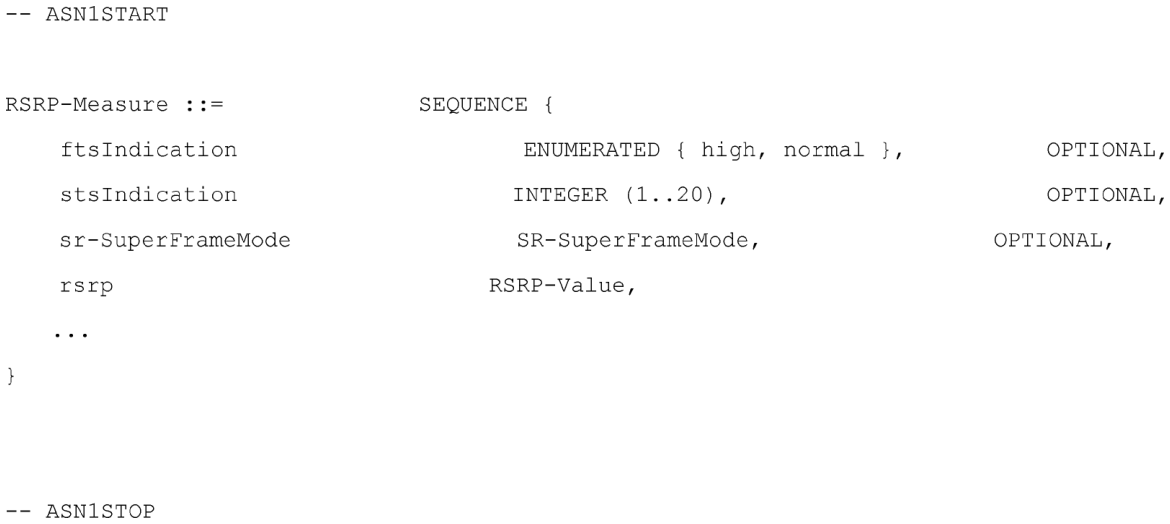 -- ASN1START
RSRP-Measure ::= SEQUENCE {
ftsIndication ENUMERATED { high, normal }, OPTIONAL,
stsIndication INTEGER (1..20), OPTIONAL,
sr-SuperFrameMode SR-SuperFrameMode, OPTIONAL,
rsrp RSRP-Value,
...
}
-- ASN1STOP